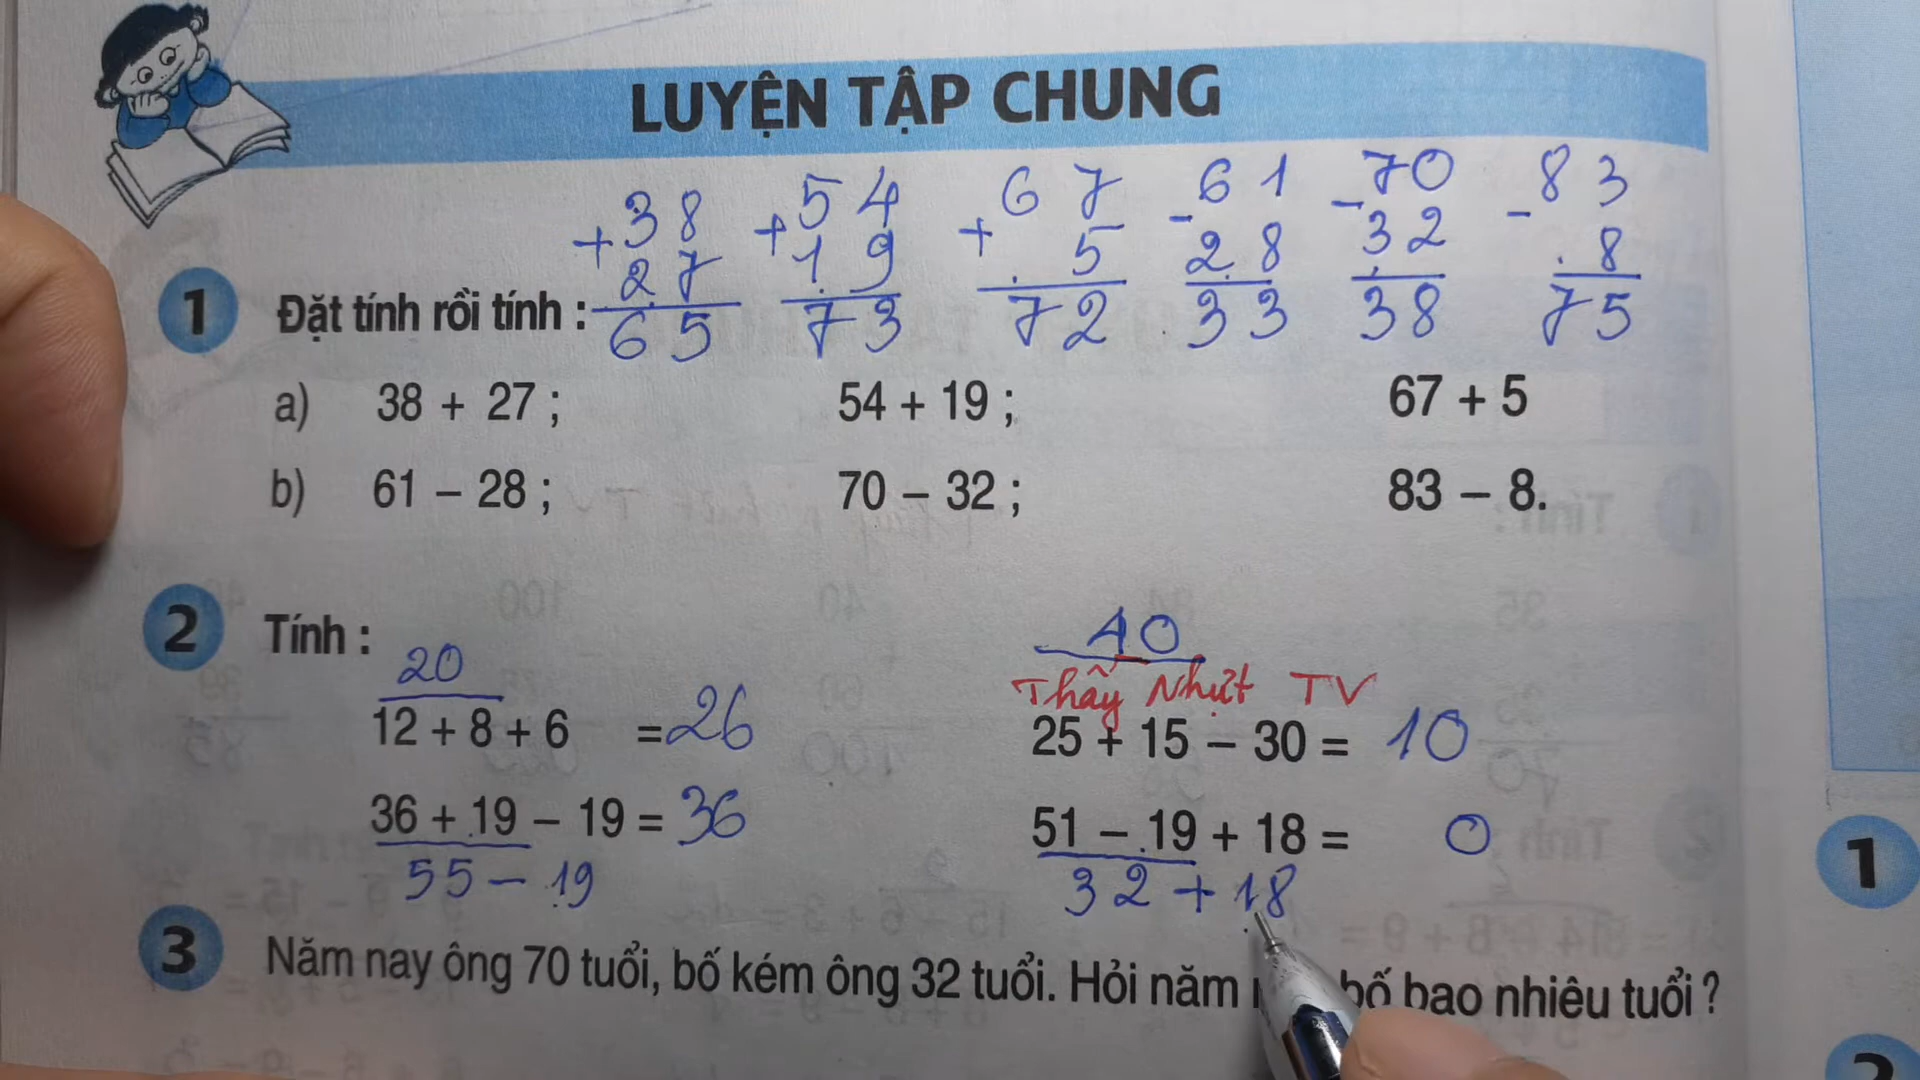 LUYỆN TẬP CHUNG
+38 +54 +67 -61 -70 -83
27 19 5 28 32 8
1 Đặt tính rồi tính :
65 73 72 33 38 75
a) 38 + 27 ; 54 + 19 ; 67 + 5
b) 61 – 28 ; 70 – 32 ; 83 – 8.
2 Tính :
20 40
Thầy Nhựt TV
12 + 8 + 6 =26 25 + 15 – 30 = 10
36 + 19 – 19 = 36 51 – 19 + 18 = 0
55 – 19 32 + 18
3 Năm nay ông 70 tuổi, bố kém ông 32 tuổi. Hỏi năm bố bao nhiêu tuổi ?
1
2